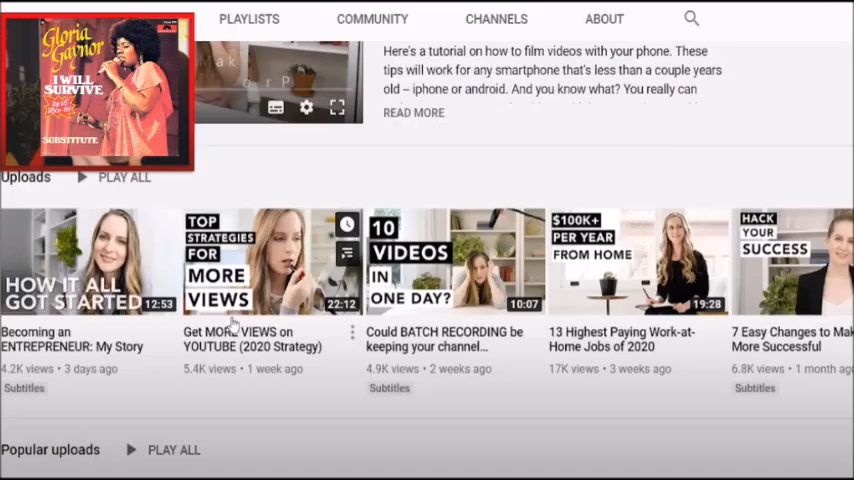 PLAYLISTS COMMUNITY CHANNELS ABOUT
Gloria
Gaynor
I WILL
SURVIVE
SUBSTITUTE
Here's a tutorial on how to film videos with your phone. These
tips will work for any smartphone that's less than a couple years
old – iphone or android. And you know what? You really can
READ MORE
Uploads PLAY ALL
HOW IT ALL
GOT STARTED
12:53
TOP
STRATEGIES
FOR
MORE
VIEWS
22:12
10
VIDEOS
IN
ONE DAY?
10:07
$100K+
PER YEAR
FROM HOME
19:28
HACK
YOUR
SUCCESS
Becoming an
ENTREPRENEUR: My Story
4.2K views • 3 days ago
Subtitles
Get MORE VIEWS on
YOUTUBE (2020 Strategy)
5.4K views • 1 week ago
Could BATCH RECORDING be
keeping your channel...
4.9K views • 2 weeks ago
Subtitles
13 Highest Paying Work-at-
Home Jobs of 2020
17K views • 3 weeks ago
7 Easy Changes to Mak
More Successful
6.8K views • 1 month ago
Subtitles
Popular uploads PLAY ALL